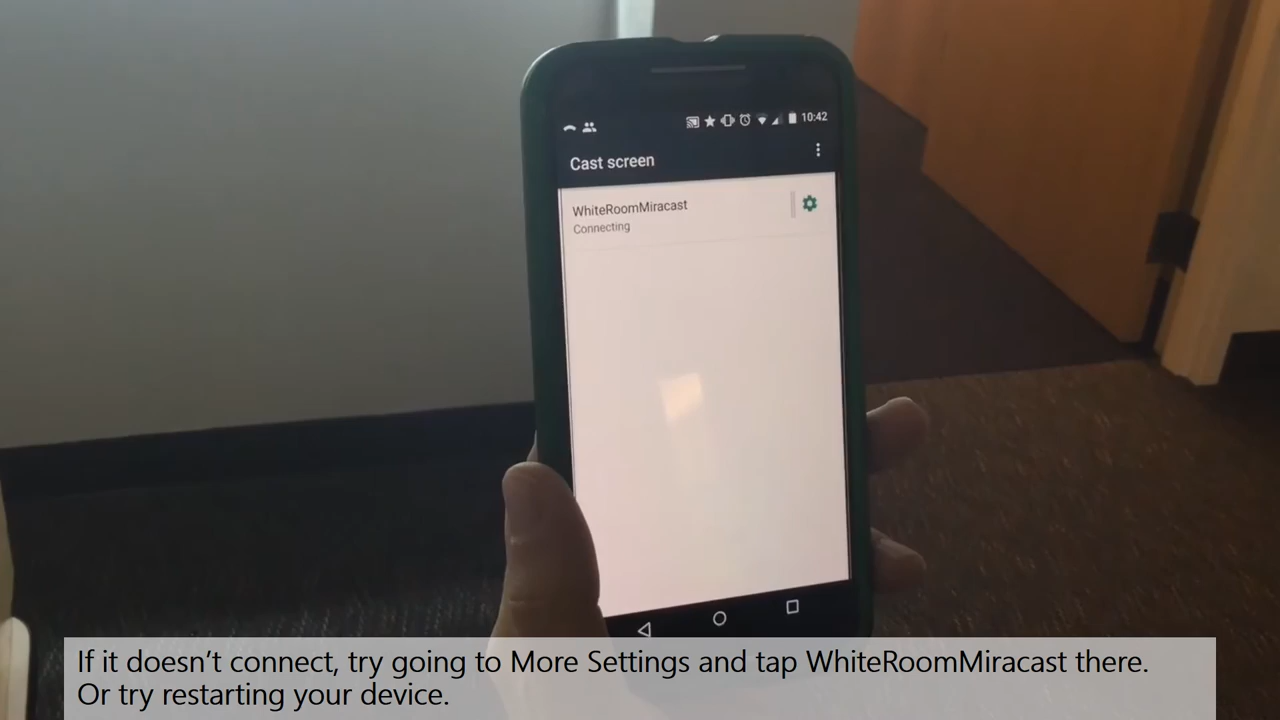 10:42
Cast screen
WhiteRoomMiracast
Connecting
If it doesn’t connect, try going to More Settings and tap WhiteRoomMiracast there.
Or try restarting your device.